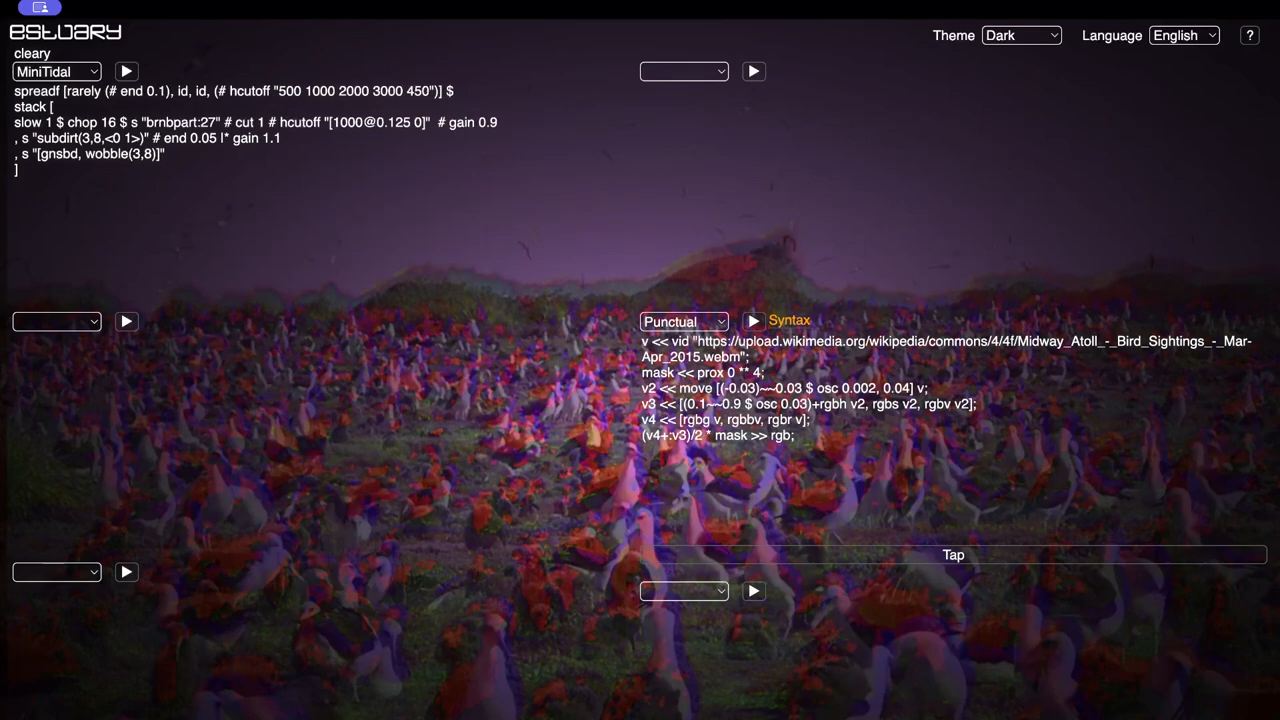 estuary
Theme Dark Language English ?
cleary
MiniTidal
spreadf [rarely (# end 0.1), id, id, (# hcutoff "500 1000 2000 3000 450")] $
stack [
slow 1 $ chop 16 $ s "brnbpart:27" # cut 1 # hcutoff "[1000@0.125 0]"  # gain 0.9
, s "subdirt(3,8,<0 1>)" # end 0.05 |* gain 1.1
, s "[gnsbd, wobble(3,8)]"
]
Punctual Syntax
v << vid "https://upload.wikimedia.org/wikipedia/commons/4/4f/Midway_Atoll_-_Bird_Sightings_-_Mar-
Apr_2015.webm";
mask << prox 0 ** 4;
v2 << move [(-0.03)~~0.03 $ osc 0.002, 0.04] v;
v3 << [(0.1~~0.9 $ osc 0.03)+rgbh v2, rgbs v2, rgbv v2];
v4 << [rgbg v, rgbbv, rgbr v];
(v4+:v3)/2 * mask >> rgb;
Tap